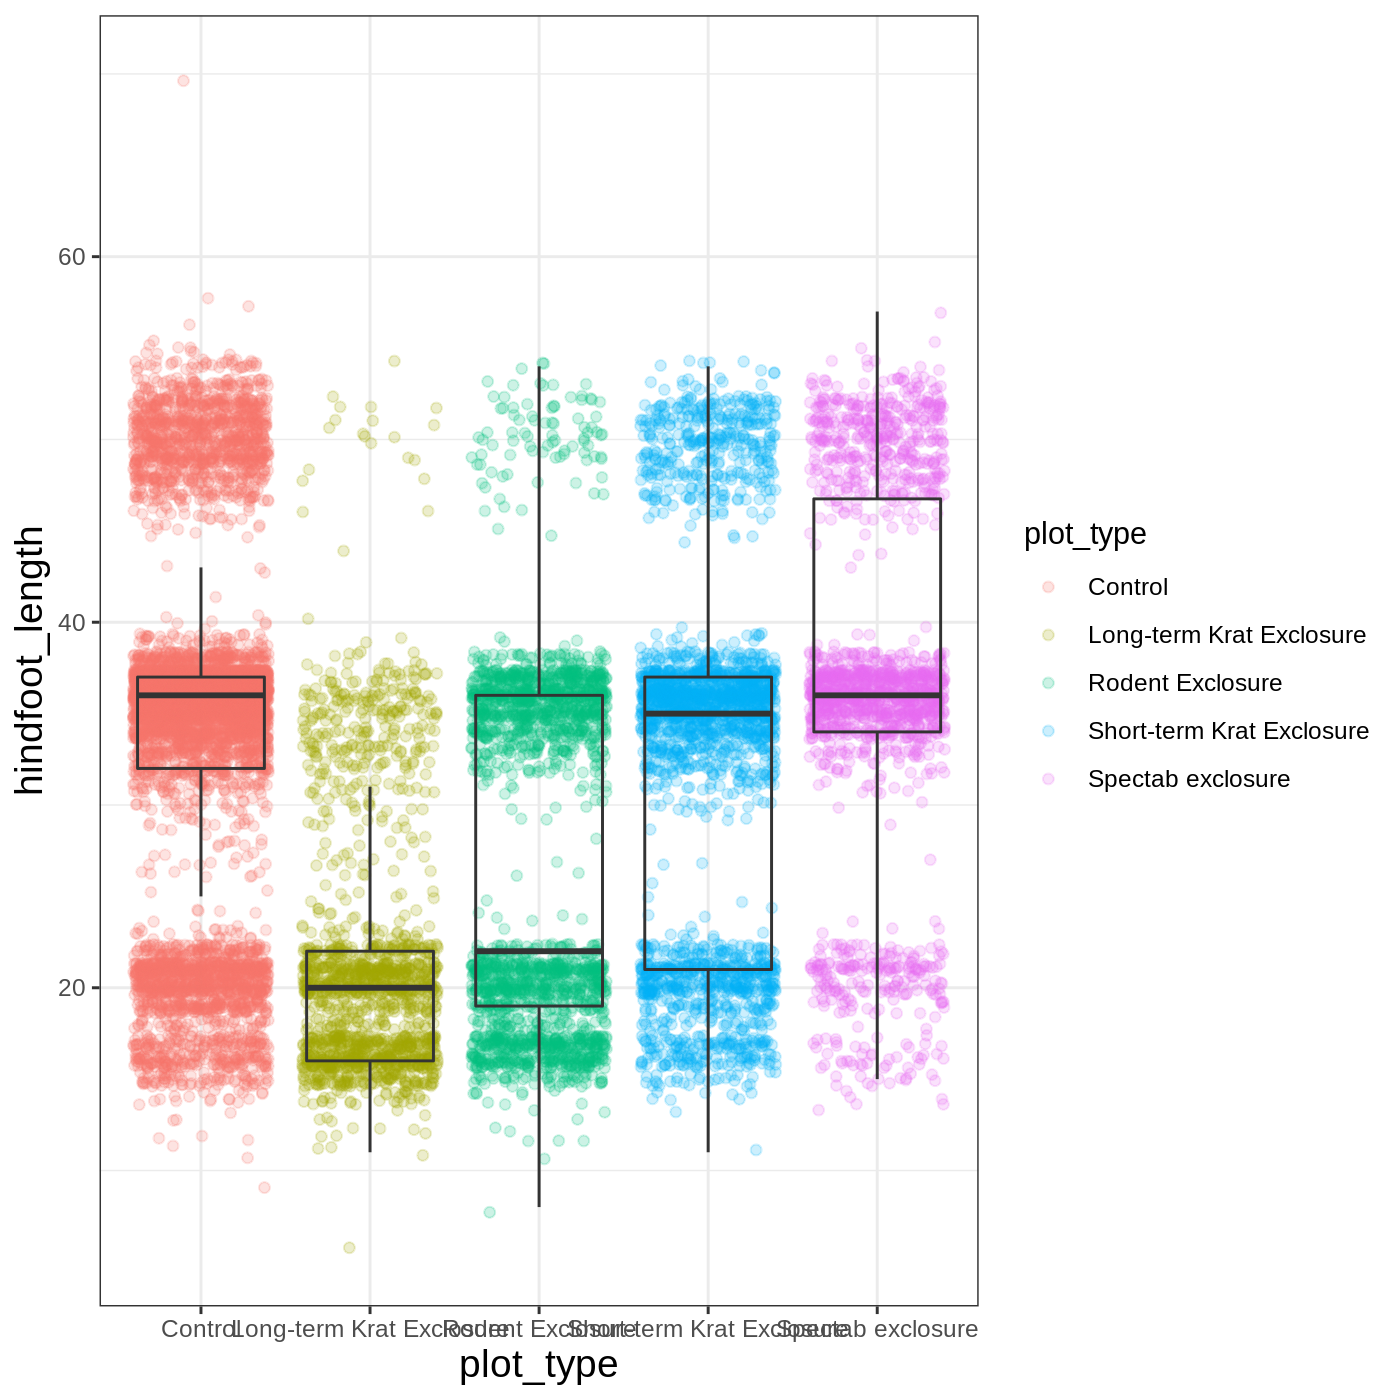 60
40
20
hindfoot_length
Control
Long-term Krat Exclosure
Rodent Exclosure
Short-term Krat Exclosure
Spectab exclosure
plot_type
plot_type
Control
Long-term Krat Exclosure
Rodent Exclosure
Short-term Krat Exclosure
Spectab exclosure